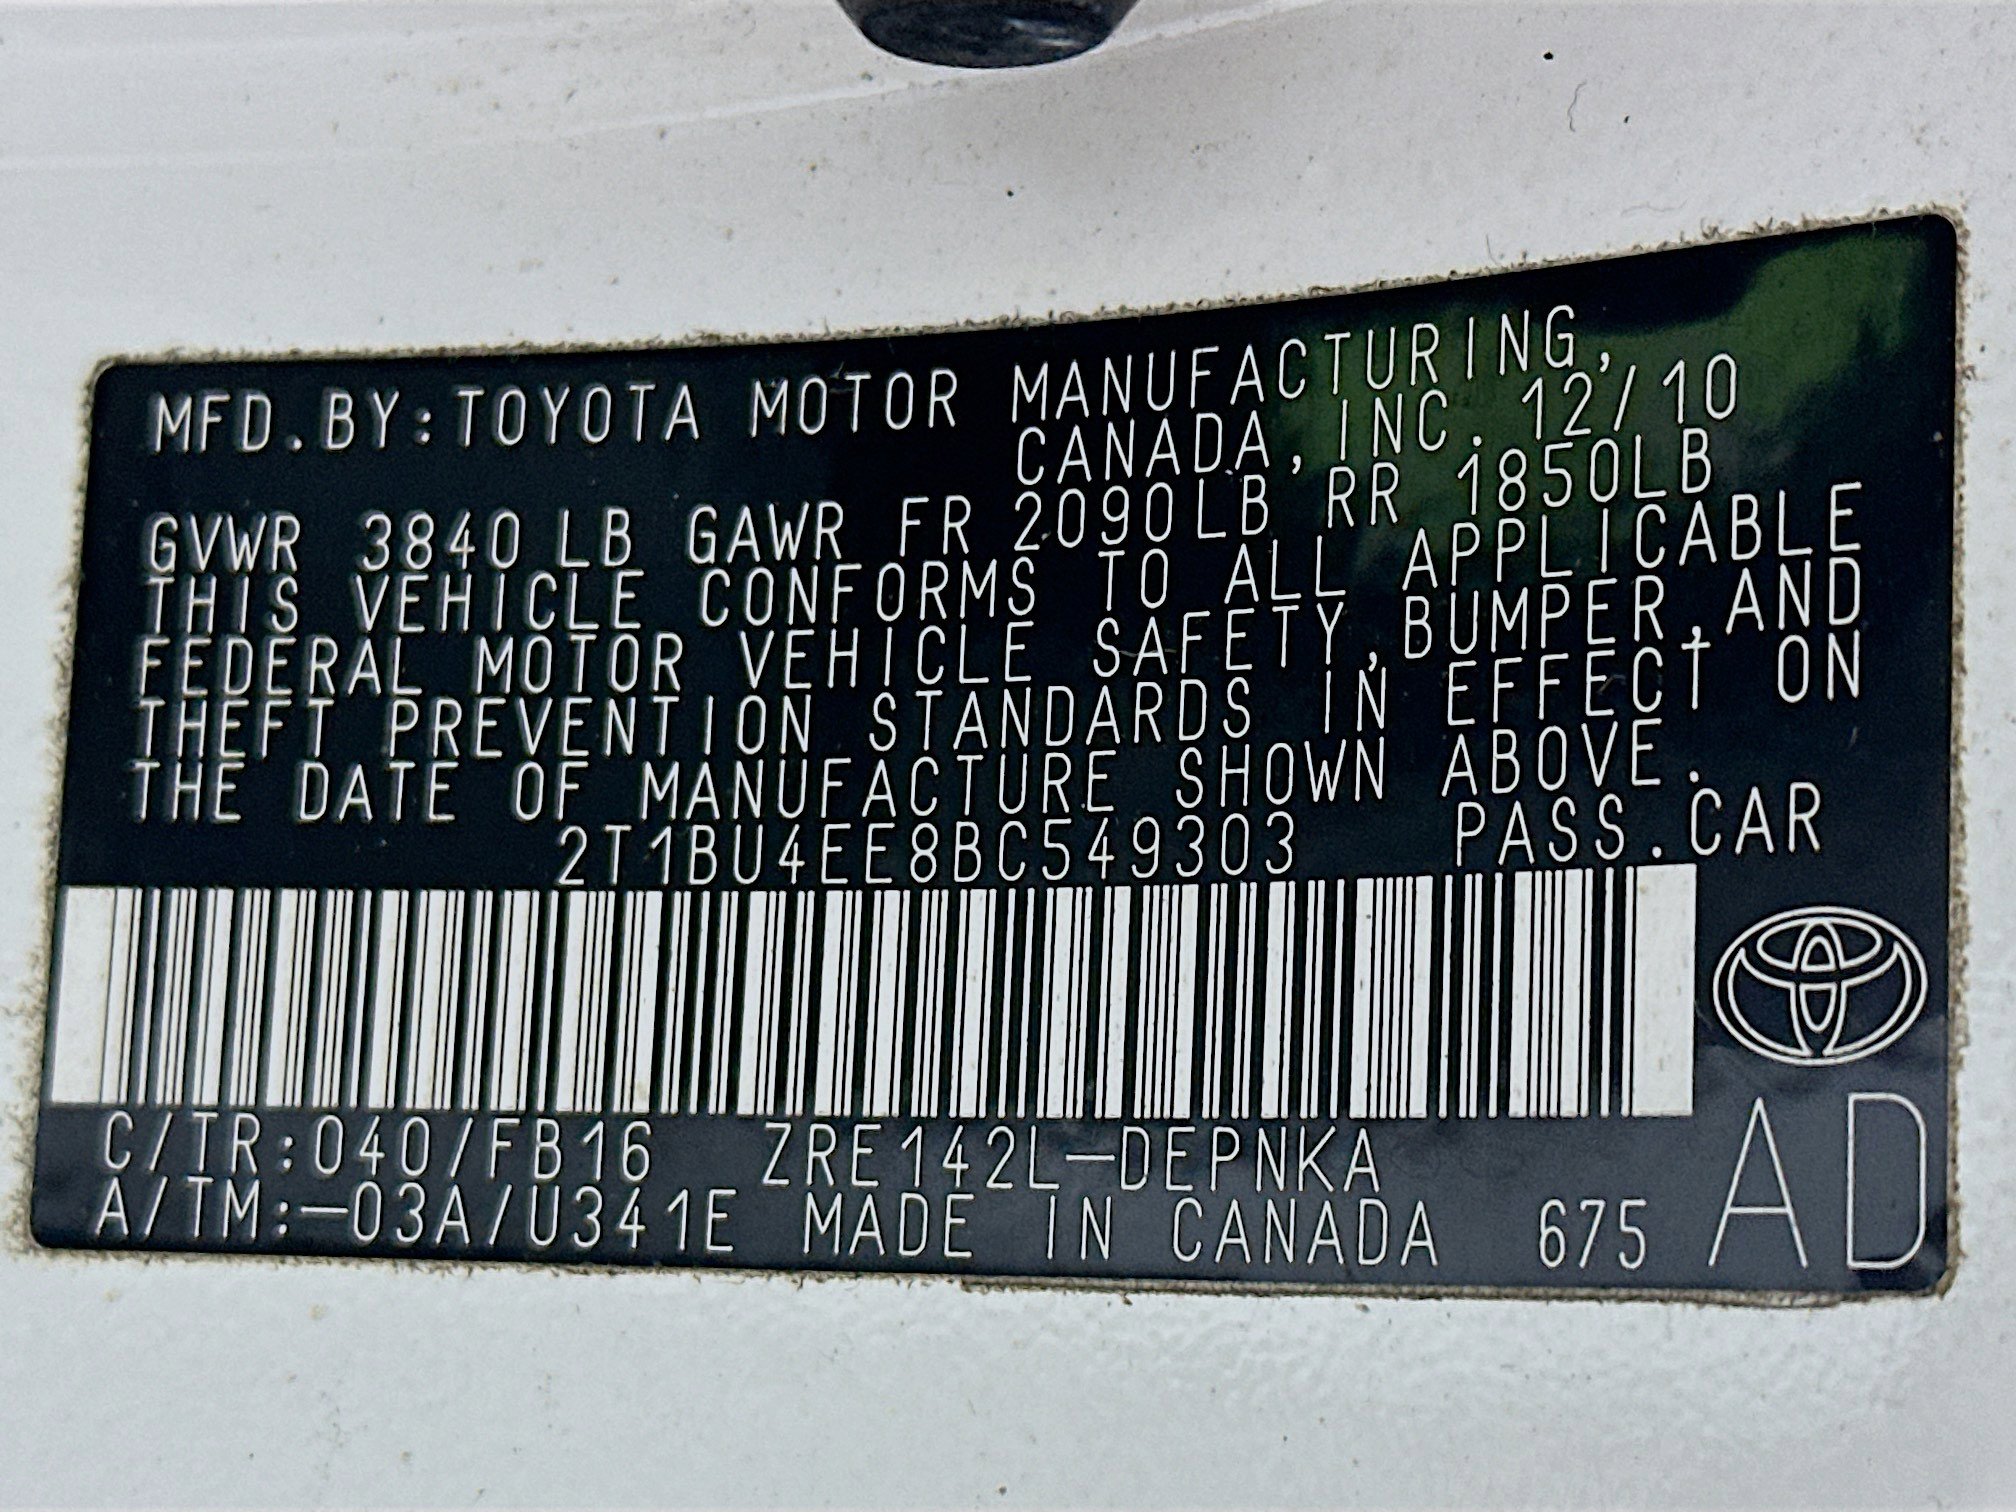 MFD.BY:TOYOTA MOTOR MANUFACTURING,
CANADA, INC. 12/10
GVWR 3840LB GAWR FR 2090LB RR 1850LB
THIS VEHICLE CONFORMS TO ALL APPLICABLE
FEDERAL MOTOR VEHICLE SAFETY, BUMPER, AND
THEFT PREVENTION STANDARDS IN EFFECT ON
THE DATE OF MANUFACTURE SHOWN ABOVE.
2T1BU4EE8BC549303 PASS.CAR
C/TR:040/FB16 ZRE142L-DEPNKA
A/TM:-03A/U341E MADE IN CANADA 675 AD